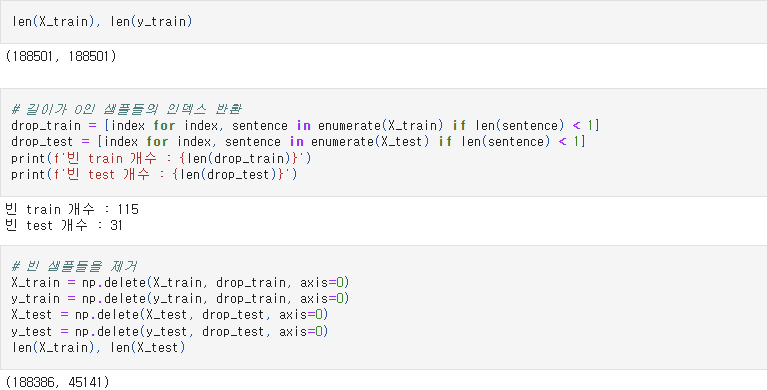 len(X_train), len(y_train)
(188501, 188501)
# 길이가 0인 샘플들의 인덱스 반환
drop_train = [index for index, sentence in enumerate(X_train) if len(sentence) < 1]
drop_test = [index for index, sentence in enumerate(X_test) if len(sentence) < 1]
print(f'빈 train 개수 : {len(drop_train)}')
print(f'빈 test 개수 : {len(drop_test)}')
빈 train 개수 : 115
빈 test 개수 : 31
# 빈 샘플들을 제거
X_train = np.delete(X_train, drop_train, axis=0)
y_train = np.delete(y_train, drop_train, axis=0)
X_test = np.delete(X_test, drop_test, axis=0)
y_test = np.delete(y_test, drop_test, axis=0)
len(X_train), len(X_test)
(188386, 45141)